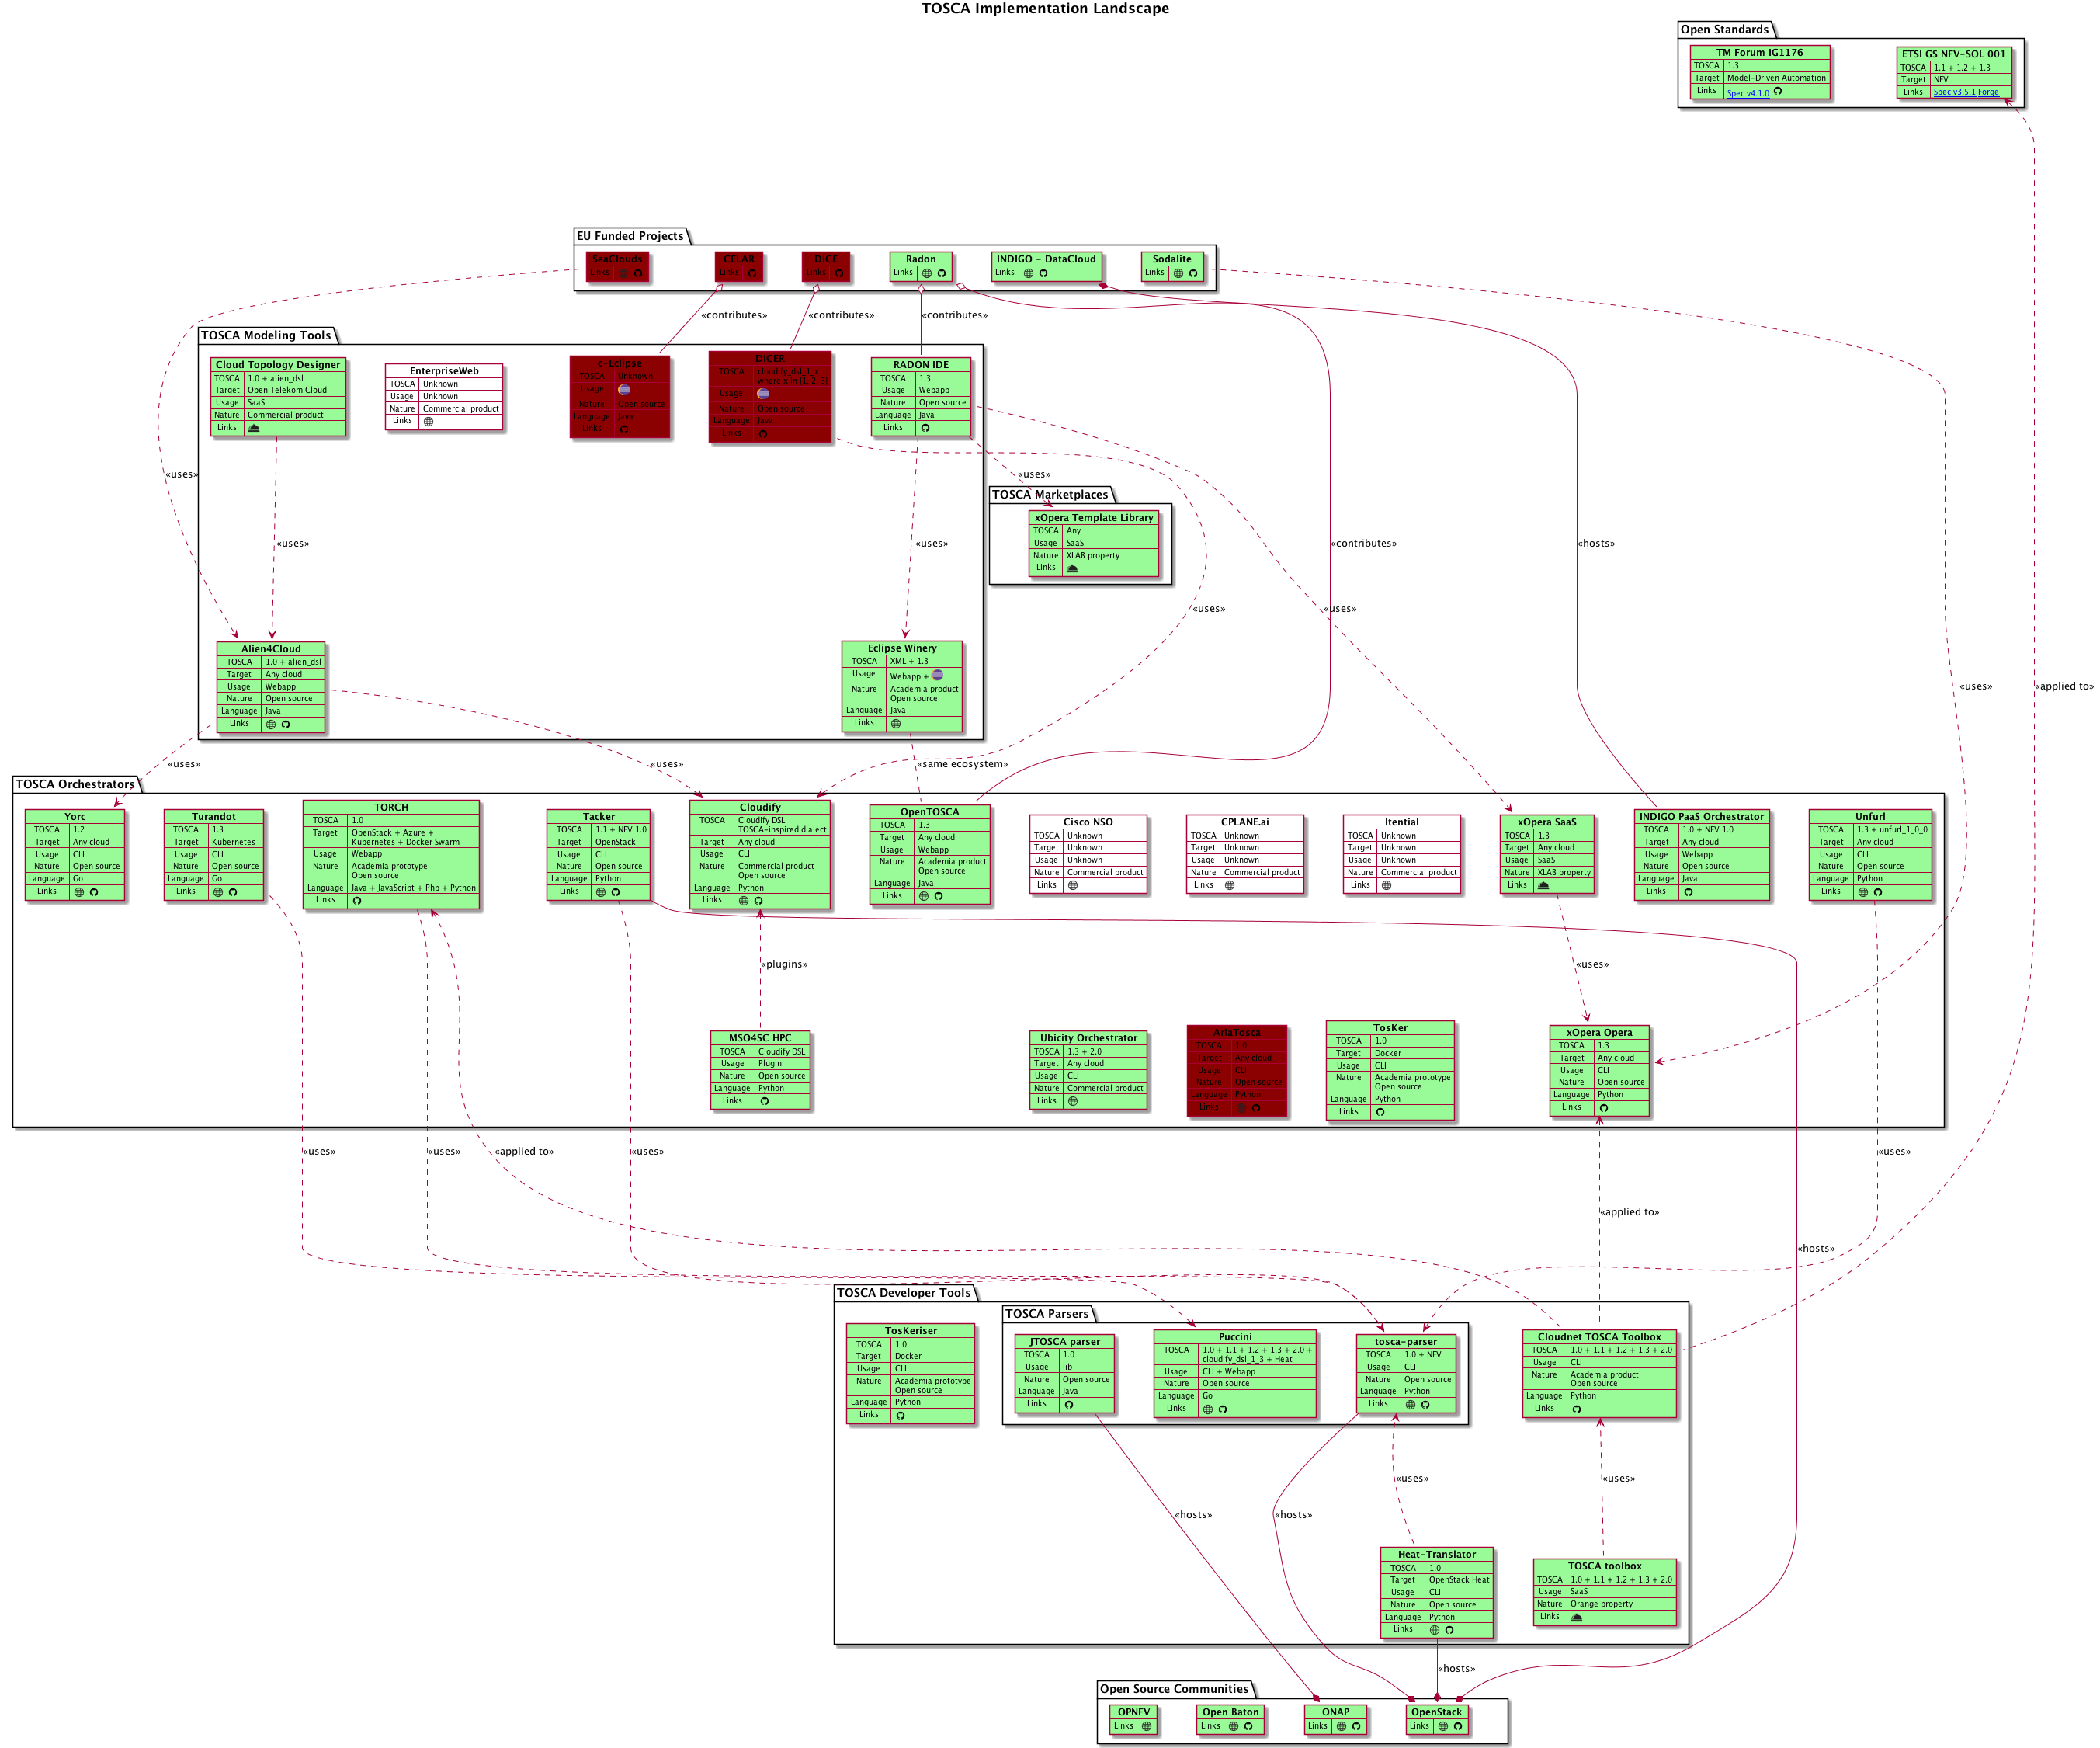 TOSCA Implementation Landscape
Open Standards
TM Forum IG1176
TOSCA 1.3
Target Model-Driven Automation
Links Spec v4.1.0
ETSI GS NFV-SOL 001
TOSCA 1.1 + 1.2 + 1.3
Target NFV
Links Spec v3.5.1 Forge
EU Funded Projects
SeaClouds
Links
CELAR
Links
DICE
Links
Radon
Links
INDIGO - DataCloud
Links
Sodalite
Links
«contributes»
«contributes»
«contributes»
TOSCA Modeling Tools
Cloud Topology Designer
TOSCA 1.0 + alien_dsl
Target Open Telekom Cloud
Usage SaaS
Nature Commercial product
Links
EnterpriseWeb
TOSCA Unknown
Usage Unknown
Nature Commercial product
Links
c-Eclipse
TOSCA Unknown
Usage
Nature Open source
Language Java
Links
DICER
TOSCA cloudify_dsl_1_x
where x in [1, 2, 3]
Usage
Nature Open source
Language Java
Links
RADON IDE
TOSCA 1.3
Usage Webapp
Nature Open source
Language Java
Links
«uses»
«uses»
TOSCA Marketplaces
xOpera Template Library
TOSCA Any
Usage SaaS
Nature XLAB property
Links
«uses»
«uses»
«contributes»
«hosts»
«uses»
«uses»
Alien4Cloud
TOSCA 1.0 + alien_dsl
Target Any cloud
Usage Webapp
Nature Open source
Language Java
Links
Eclipse Winery
TOSCA XML + 1.3
Usage Webapp +
Nature Academia product
Open source
Language Java
Links
«uses»
«applied to»
«uses»
«uses»
«same ecosystem»
TOSCA Orchestrators
Yorc
TOSCA 1.2
Target Any cloud
Usage CLI
Nature Open source
Language Go
Links
Turandot
TOSCA 1.3
Target Kubernetes
Usage CLI
Nature Open source
Language Go
Links
TORCH
TOSCA 1.0
Target OpenStack + Azure +
Kubernetes + Docker Swarm
Usage Webapp
Nature Academia prototype
Open source
Language Java + JavaScript + Php + Python
Links
Tacker
TOSCA 1.1 + NFV 1.0
Target OpenStack
Usage CLI
Nature Open source
Language Python
Links
Cloudify
TOSCA Cloudify DSL
TOSCA-inspired dialect
Target Any cloud
Usage CLI
Nature Commercial product
Open source
Language Python
Links
OpenTOSCA
TOSCA 1.3
Target Any cloud
Usage Webapp
Nature Academia product
Open source
Language Java
Links
Cisco NSO
TOSCA Unknown
Target Unknown
Usage Unknown
Nature Commercial product
Links
CPLANE.ai
TOSCA Unknown
Target Unknown
Usage Unknown
Nature Commercial product
Links
Itential
TOSCA Unknown
Target Unknown
Usage Unknown
Nature Commercial product
Links
xOpera SaaS
TOSCA 1.3
Target Any cloud
Usage SaaS
Nature XLAB property
Links
INDIGO PaaS Orchestrator
TOSCA 1.0 + NFV 1.0
Target Any cloud
Usage Webapp
Nature Open source
Language Java
Links
Unfurl
TOSCA 1.3 + unfurl_1_0_0
Target Any cloud
Usage CLI
Nature Open source
Language Python
Links
«plugins»
«uses»
MSO4SC HPC
TOSCA Cloudify DSL
Usage Plugin
Nature Open source
Language Python
Links
Ubicity Orchestrator
TOSCA 1.3 + 2.0
Target Any cloud
Usage CLI
Nature Commercial product
Links
AriaTosca
TOSCA 1.0
Target Any cloud
Usage CLI
Nature Open source
Language Python
Links
TosKer
TOSCA 1.0
Target Docker
Usage CLI
Nature Academia prototype
Open source
Language Python
Links
xOpera Opera
TOSCA 1.3
Target Any cloud
Usage CLI
Nature Open source
Language Python
Links
«uses»
«uses»
«applied to»
«uses»
«uses»
«applied to»
«hosts»
TOSCA Developer Tools
TosKeriser
TOSCA 1.0
Target Docker
Usage CLI
Nature Academia prototype
Open source
Language Python
Links
TOSCA Parsers
JTOSCA parser
TOSCA 1.0
Usage lib
Nature Open source
Language Java
Links
Puccini
TOSCA 1.0 + 1.1 + 1.2 + 1.3 + 2.0 +
cloudify_dsl_1_3 + Heat
Usage CLI + Webapp
Nature Open source
Language Go
Links
tosca-parser
TOSCA 1.0 + NFV
Usage CLI
Nature Open source
Language Python
Links
Cloudnet TOSCA Toolbox
TOSCA 1.0 + 1.1 + 1.2 + 1.3 + 2.0
Usage CLI
Nature Academia product
Open source
Language Python
Links
«uses»
«uses»
«hosts»
«hosts»
Heat-Translator
TOSCA 1.0
Target OpenStack Heat
Usage CLI
Nature Open source
Language Python
Links
TOSCA toolbox
TOSCA 1.0 + 1.1 + 1.2 + 1.3 + 2.0
Usage SaaS
Nature Orange property
Links
«hosts»
Open Source Communities
OPNFV
Links
Open Baton
Links
ONAP
Links
OpenStack
Links